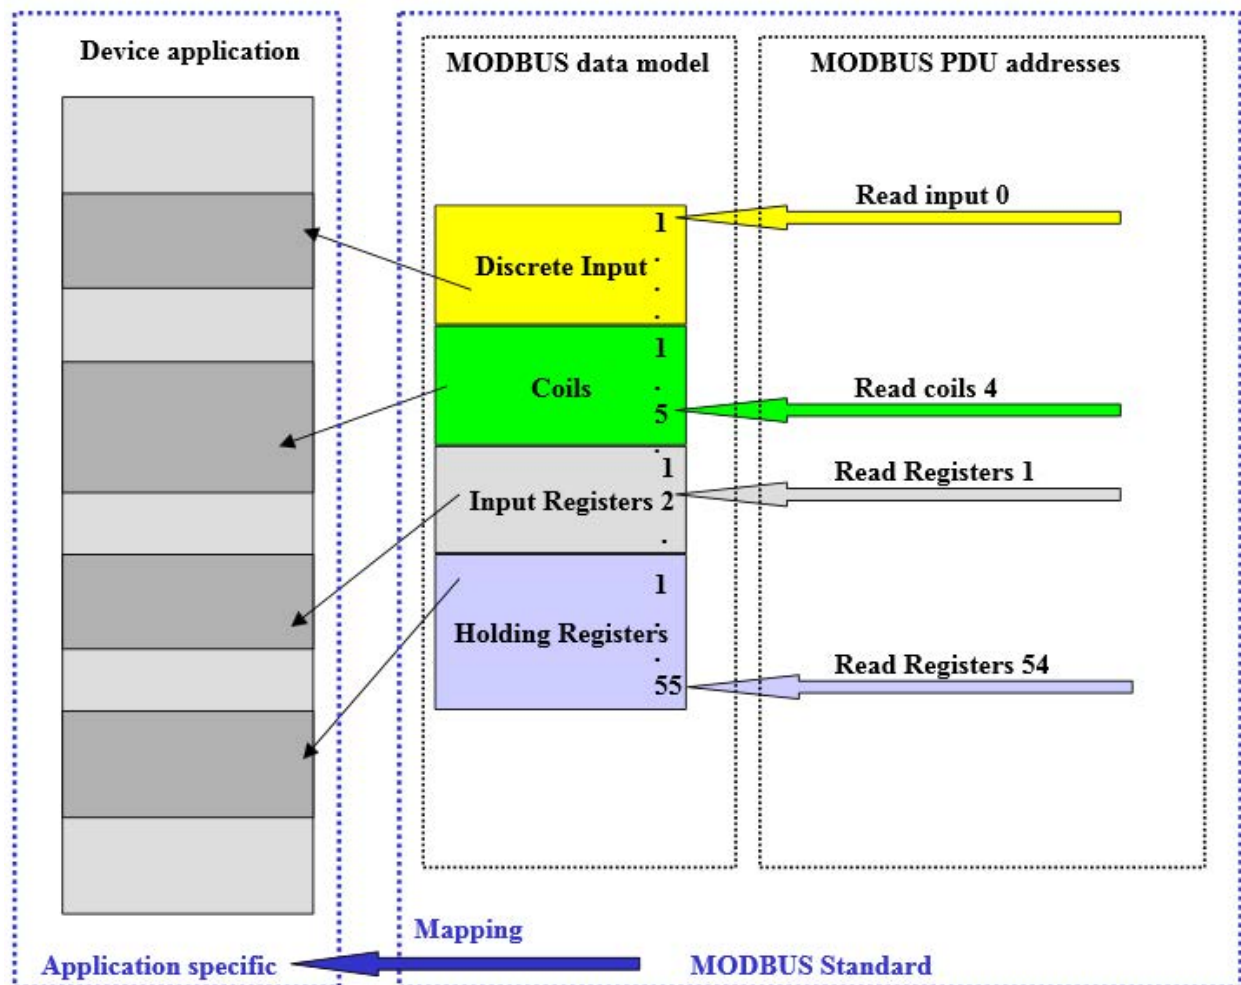 Device application
MODBUS data model
MODBUS PDU addresses
Read input 0
1
Discrete Input
.
.
.
1
Coils
.
Read coils 4
5
.
1
Read Registers 1
Input Registers 2
.
1
.
Holding Registers
.
Read Registers 54
55
Mapping
Application specific
MODBUS Standard